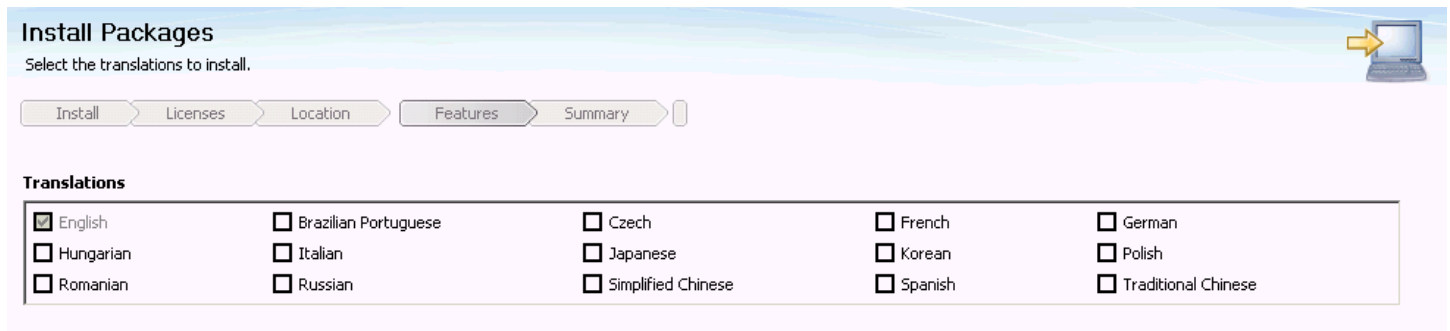 Install Packages
Select the translations to install.
Install Licenses Location Features Summary
Translations
English Brazilian Portuguese Czech French German
Hungarian Italian Japanese Korean Polish
Romanian Russian Simplified Chinese Spanish Traditional Chinese